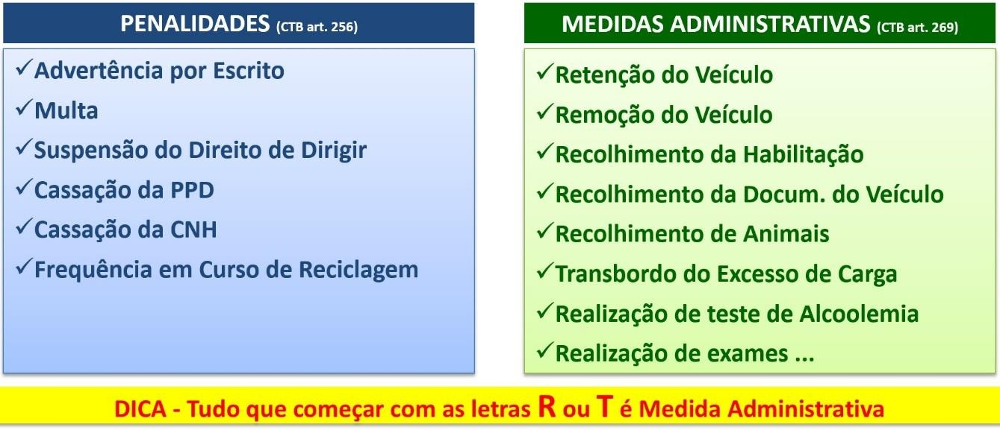 PENALIDADES (CTB art. 256)
✓Advertência por Escrito
✓Multa
✓Suspensão do Direito de Dirigir
✓Cassação da PPD
✓Cassação da CNH
✓Frequência em Curso de Reciclagem
MEDIDAS ADMINISTRATIVAS (CTB art. 269)
✓Retenção do Veículo
✓Remoção do Veículo
✓Recolhimento da Habilitação
✓Recolhimento da Docum. do Veículo
✓Recolhimento de Animais
✓Transbordo do Excesso de Carga
✓Realização de teste de Alcoolemia
✓Realização de exames ...
DICA - Tudo que começar com as letras R ou T é Medida Administrativa